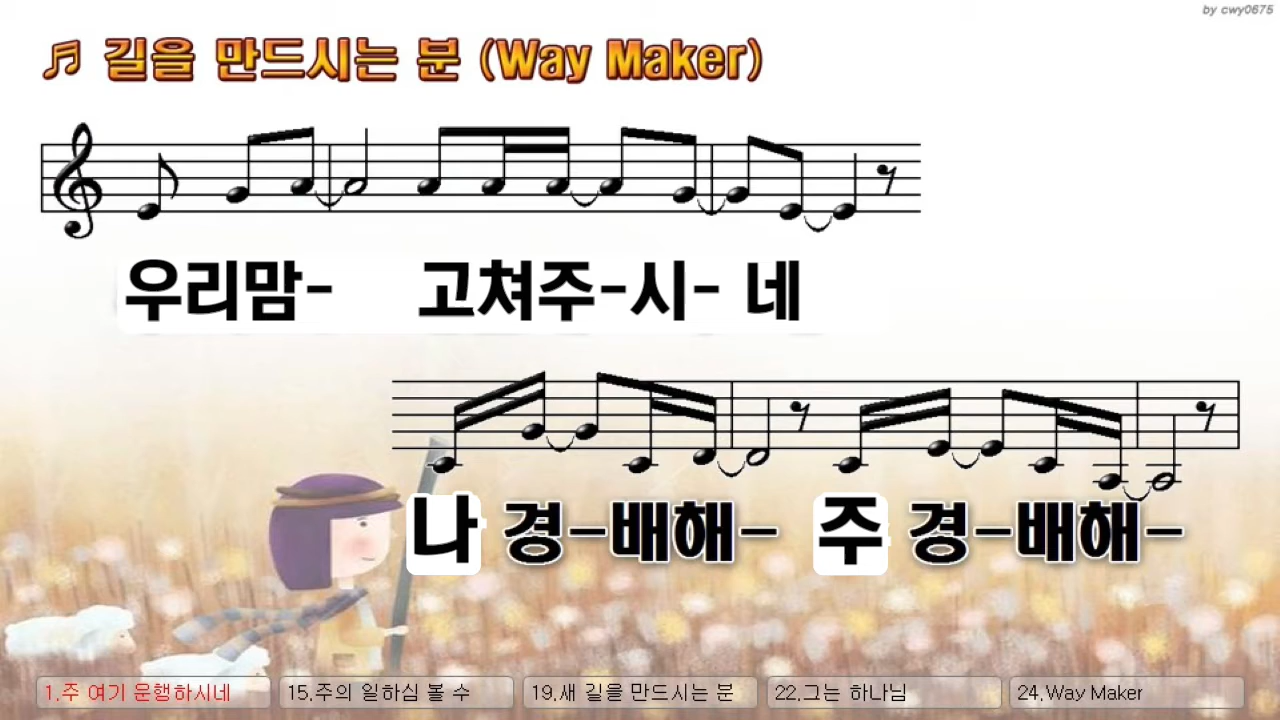 by cwy0675
♬ 길을 만드시는 분 (Way Maker)
우리맘- 고쳐주-시- 네
나 경-배해- 주 경-배해-
1.주 여기 운행하시네 15.주의 일하심 볼 수 19.새 길을 만드시는 분 22.그는 하나님 24.Way Maker